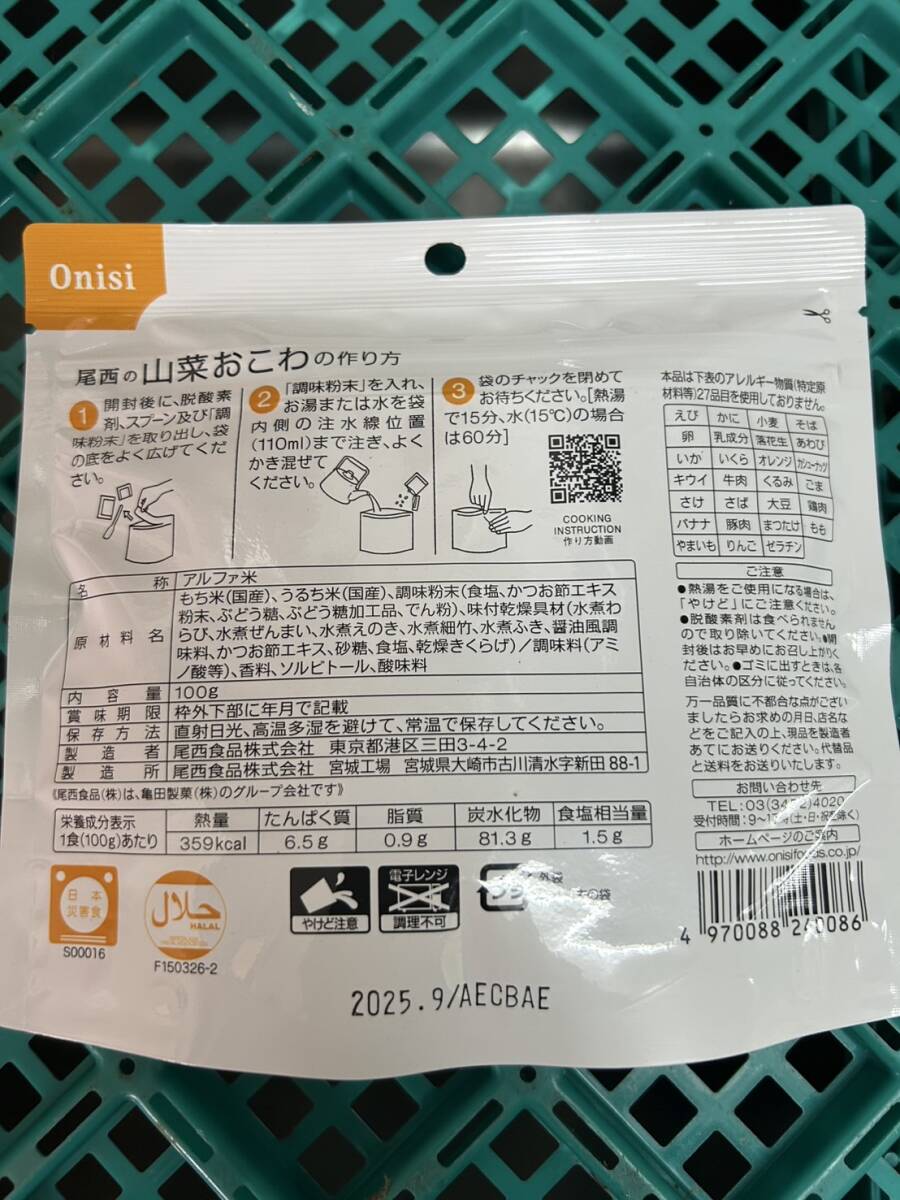 Onisi
尾西の山菜おこわの作り方
1 開封後に、脱酸素
剤、スプーン及び「調
味粉末」を取り出し、袋
の底をよく広げてくだ
さい。
2 「調味粉末」を入れ、
お湯または水を袋
内側の注水線位置
(110ml)まで注ぎ、よく
かき混ぜて
ください。
3 袋のチャックを閉めて
お待ちください。[熱湯
で15分、水(15℃)の場合
は60分]
COOKING
INSTRUCTION
作り方動画
本品は下表のアレルギー物質(特定原
材料等)27品目を使用しておりません。
えび かに 小麦 そば
卵 乳成分 落花生 あわび
いか いくら オレンジ カシューナッツ
キウイ 牛肉 くるみ ごま
さけ さば 大豆 鶏肉
バナナ 豚肉 まつたけ もも
やまいも りんご ゼラチン
ご注意
●熱湯をご使用になる場合は、
「やけど」にご注意ください。
●脱酸素剤は食べられません
ので取り除いてください。●開
封後はお早めにお召し上がりく
ださい。●ゴミに出すときは、各
自治体の区分に従ってください。
万一品質に不都合な点がござい
ましたらお求めの月日、店名な
どをご記入の上、現品を製造者
あてにお送りください。代替品
と送料をお送りいたします。
お問い合わせ先
TEL:03(34 2)4020
受付時間:9~1 時(土・日・祝を除く)
ホームページのご案内
http://www.onisifoods.co.jp/
4 970088 260086
名称 アルファ米
原材料名 もち米(国産)、うるち米(国産)、調味粉末(食塩、かつお節エキス
粉末、ぶどう糖、ぶどう糖加工品、でん粉)、味付乾燥具材(水煮わ
らび、水煮ぜんまい、水煮えのき、水煮細竹、水煮ふき、醤油風調
味料、かつお節エキス、砂糖、食塩、乾燥きくらげ)/調味料(アミ
ノ酸等)、香料、ソルビトール、酸味料
内容量 100g
賞味期限 枠外下部に年月で記載
保存方法 直射日光、高温多湿を避けて、常温で保存してください。
製造者 尾西食品株式会社 東京都港区三田3-4-2
製造所 尾西食品株式会社 宮城工場 宮城県大崎市古川清水字新田88-1
《尾西食品(株)は、亀田製菓(株)のグループ会社です》
栄養成分表示
1食(100g)あたり
熱量 たんぱく質 脂質 炭水化物 食塩相当量
359kcal 6.5g 0.9g 81.3g 1.5g
日本
災害食
S00016
حلال
HALAL
F150326-2
やけど注意
電子レンジ
調理不可
外袋
の袋
2025.9/AECBAE